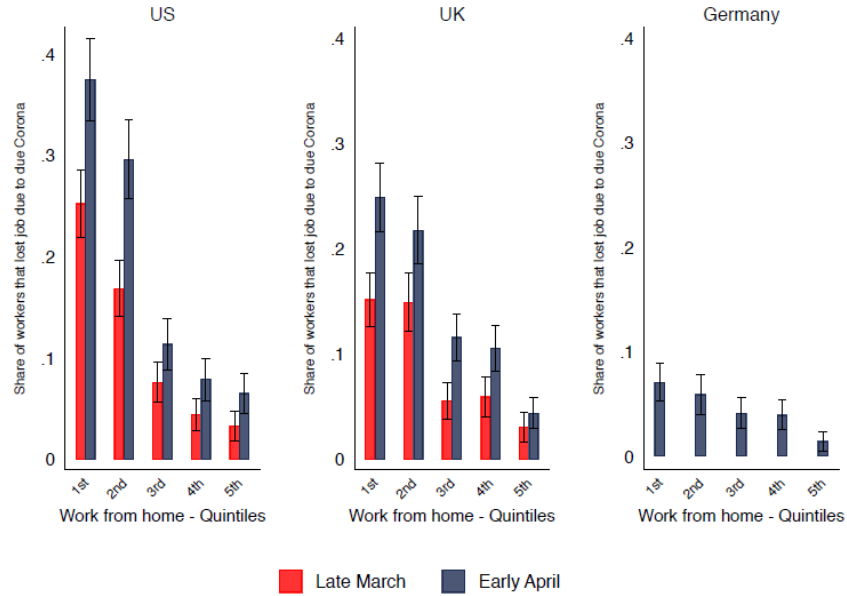 US
Share of workers that lost job due to due Corona
.4
.3
.2
.1
0
1st
2nd
3rd
4th
5th
Work from home - Quintiles
UK
Share of workers that lost job due to due Corona
.4
.3
.2
.1
0
1st
2nd
3rd
4th
5th
Work from home - Quintiles
Germany
Share of workers that lost job due to due Corona
.4
.3
.2
.1
0
1st
2nd
3rd
4th
5th
Work from home - Quintiles
Late March
Early April